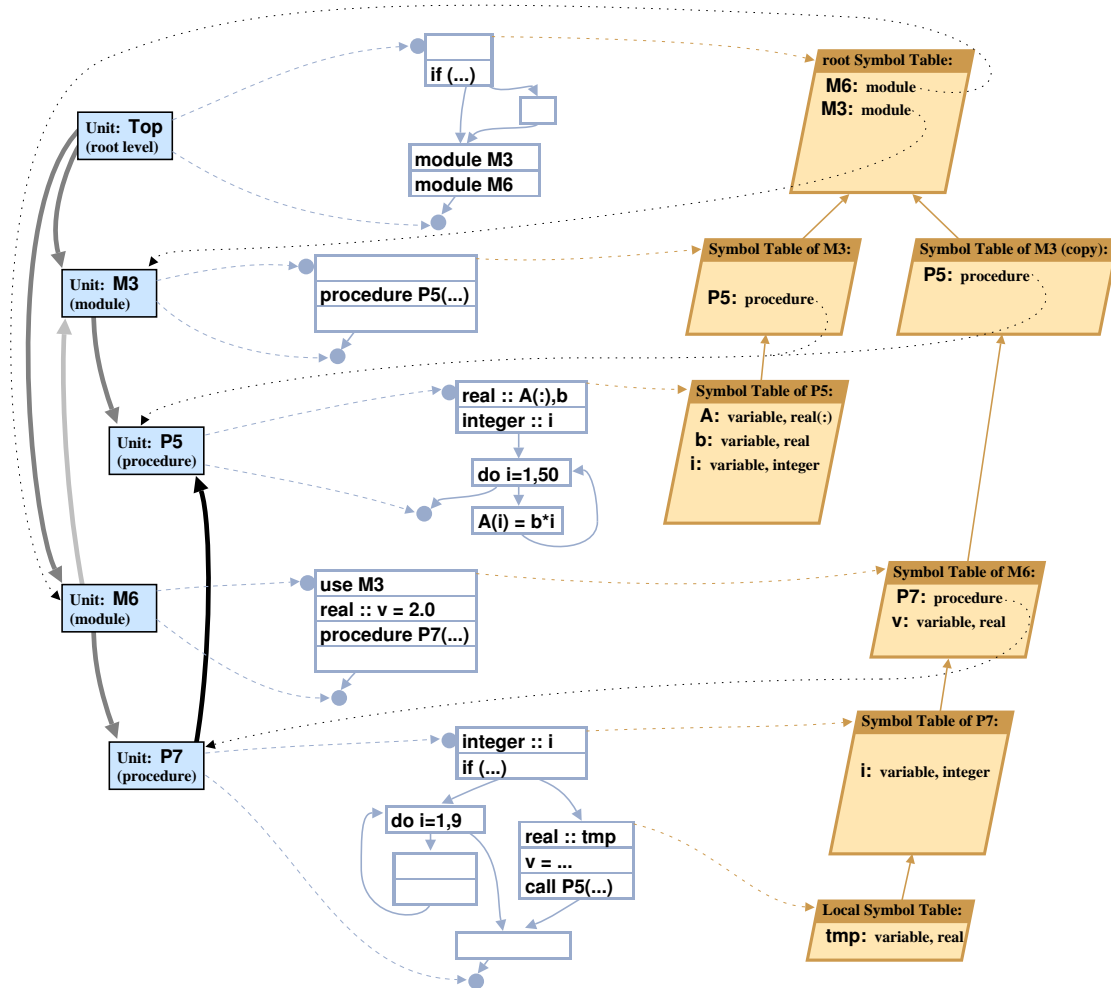 if (...)
root Symbol Table:
M6: module
M3: module
Unit: Top
(root level)
module M3
module M6
Unit: M3
(module)
procedure P5(...)
Symbol Table of M3:
P5: procedure
Symbol Table of M3 (copy):
P5: procedure
Unit: P5
(procedure)
real :: A(:),b
integer :: i
do i=1,50
A(i) = b*i
Symbol Table of P5:
A: variable, real(:)
b: variable, real
i: variable, integer
Unit: M6
(module)
use M3
real :: v = 2.0
procedure P7(...)
Symbol Table of M6:
P7: procedure
v: variable, real
Unit: P7
(procedure)
integer :: i
if (...)
do i=1,9
real :: tmp
v = ...
call P5(...)
Symbol Table of P7:
i: variable, integer
Local Symbol Table:
tmp: variable, real